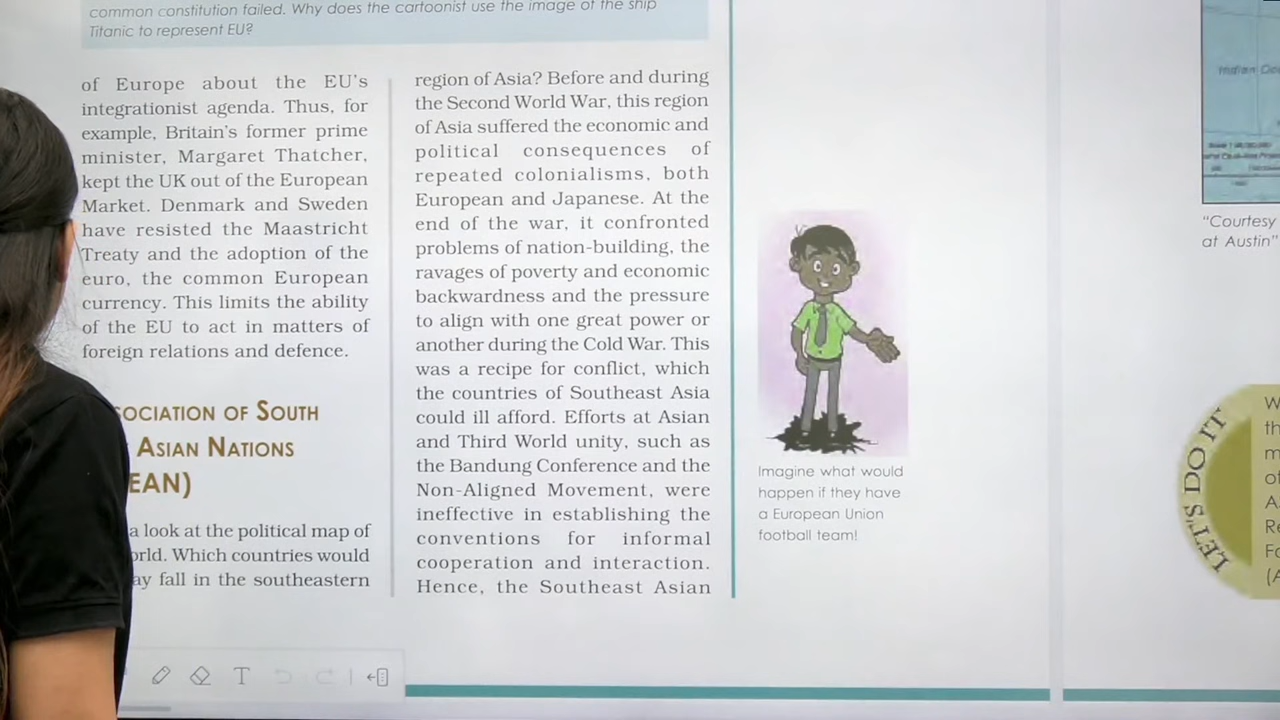 common constitution failed. Why does the cartoonist use the image of the ship
Titanic to represent EU?
of Europe about the EU's
integrationist agenda. Thus, for
example, Britain's former prime
minister, Margaret Thatcher,
kept the UK out of the European
Market. Denmark and Sweden
have resisted the Maastricht
Treaty and the adoption of the
euro, the common European
currency. This limits the ability
of the EU to act in matters of
foreign relations and defence.
OCIATION OF SOUTH
ASIAN NATIONS
EAN)
a look at the political map of
orld. Which countries would
ay fall in the southeastern
region of Asia? Before and during
the Second World War, this region
of Asia suffered the economic and
political consequences of
repeated colonialisms, both
European and Japanese. At the
end of the war, it confronted
problems of nation-building, the
ravages of poverty and economic
backwardness and the pressure
to align with one great power or
another during the Cold War. This
was a recipe for conflict, which
the countries of Southeast Asia
could ill afford. Efforts at Asian
and Third World unity, such as
the Bandung Conference and the
Non-Aligned Movement, were
ineffective in establishing the
conventions for informal
cooperation and interaction.
Hence, the Southeast Asian
Imagine what would
happen if they have
a European Union
football team!
Indian Oc
"Courtesy
at Austin"
LET'S DO IT
W
th
m
of
A
R
Fo
(A
T